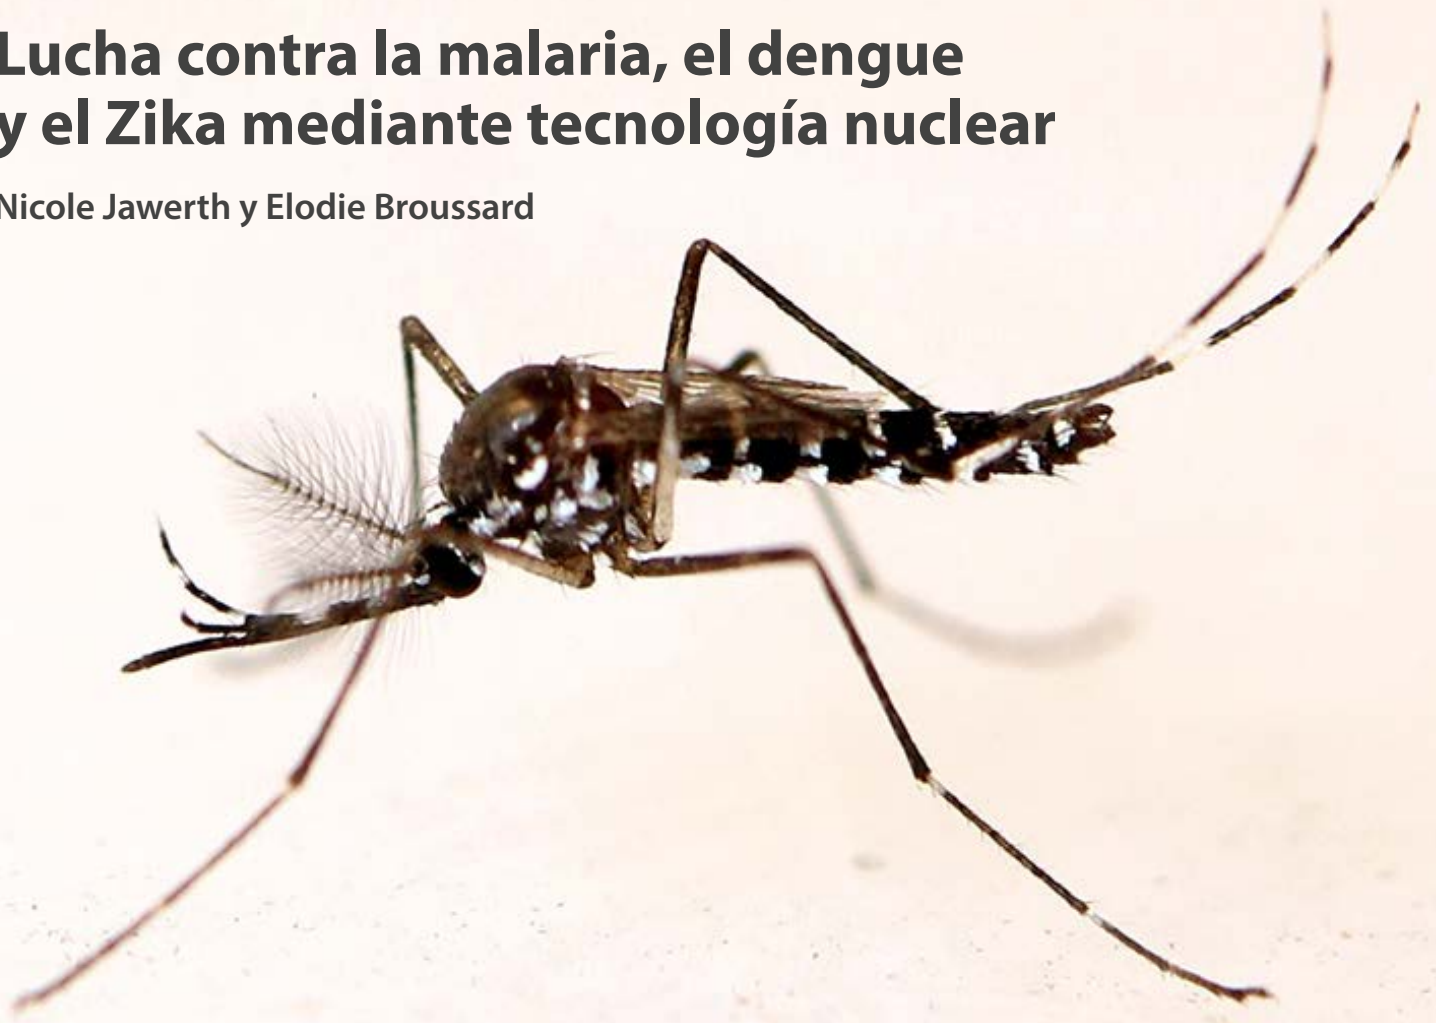 Lucha contra la malaria, el dengue
y el Zika mediante tecnología nuclear
Nicole Jawerth y Elodie Broussard